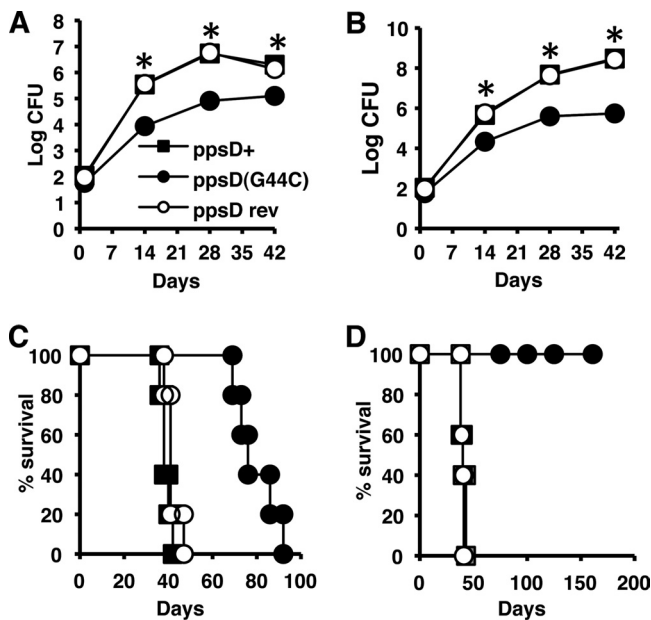 A
8
7
6
5
4
3
2
1
0
Log CFU
* * *
ppsD+
ppsD(G44C)
ppsD rev
0 7 14 21 28 35 42
Days
B
10
8
6
4
2
0
Log CFU
* * *
0 7 14 21 28 35 42
Days
C
100
80
60
40
20
0
% survival
0 20 40 60 80 100
Days
D
100
80
60
40
20
0
% survival
0 50 100 150 200
Days